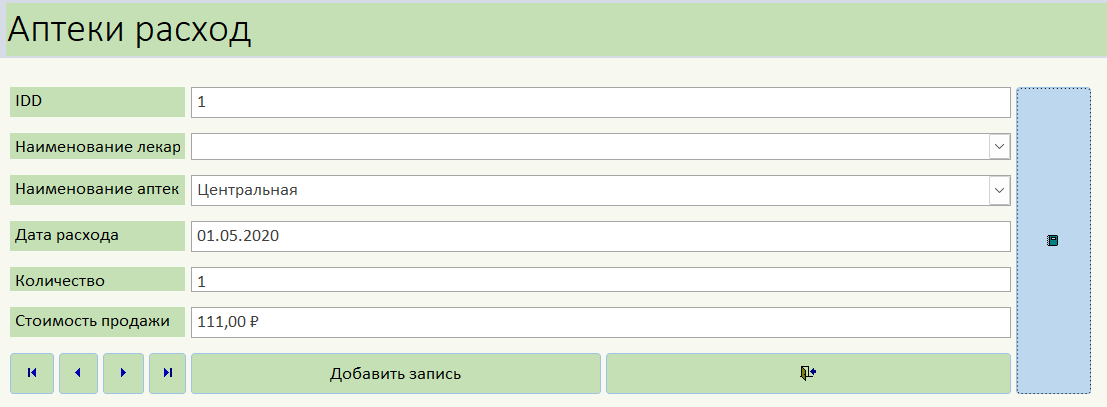 Аптеки расход
IDD
1
Наименование лекар
Наименование аптек
Центральная
Дата расхода
01.05.2020
Количество
1
Стоимость продажи
111,00 ₽
Добавить запись